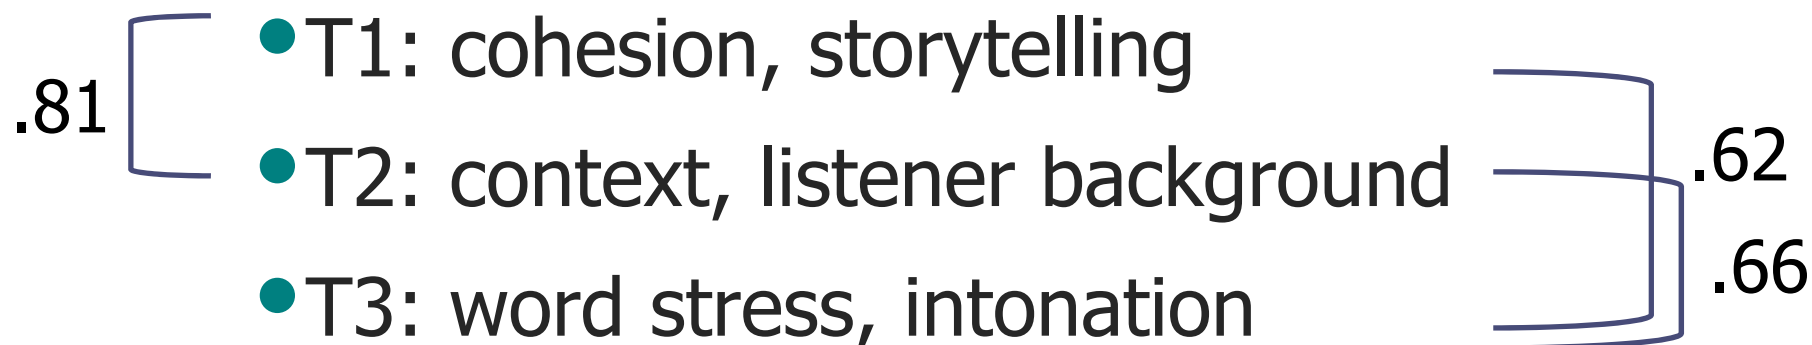 •T1: cohesion, storytelling
.81
.62
•T2: context, listener background
.66
•T3: word stress, intonation